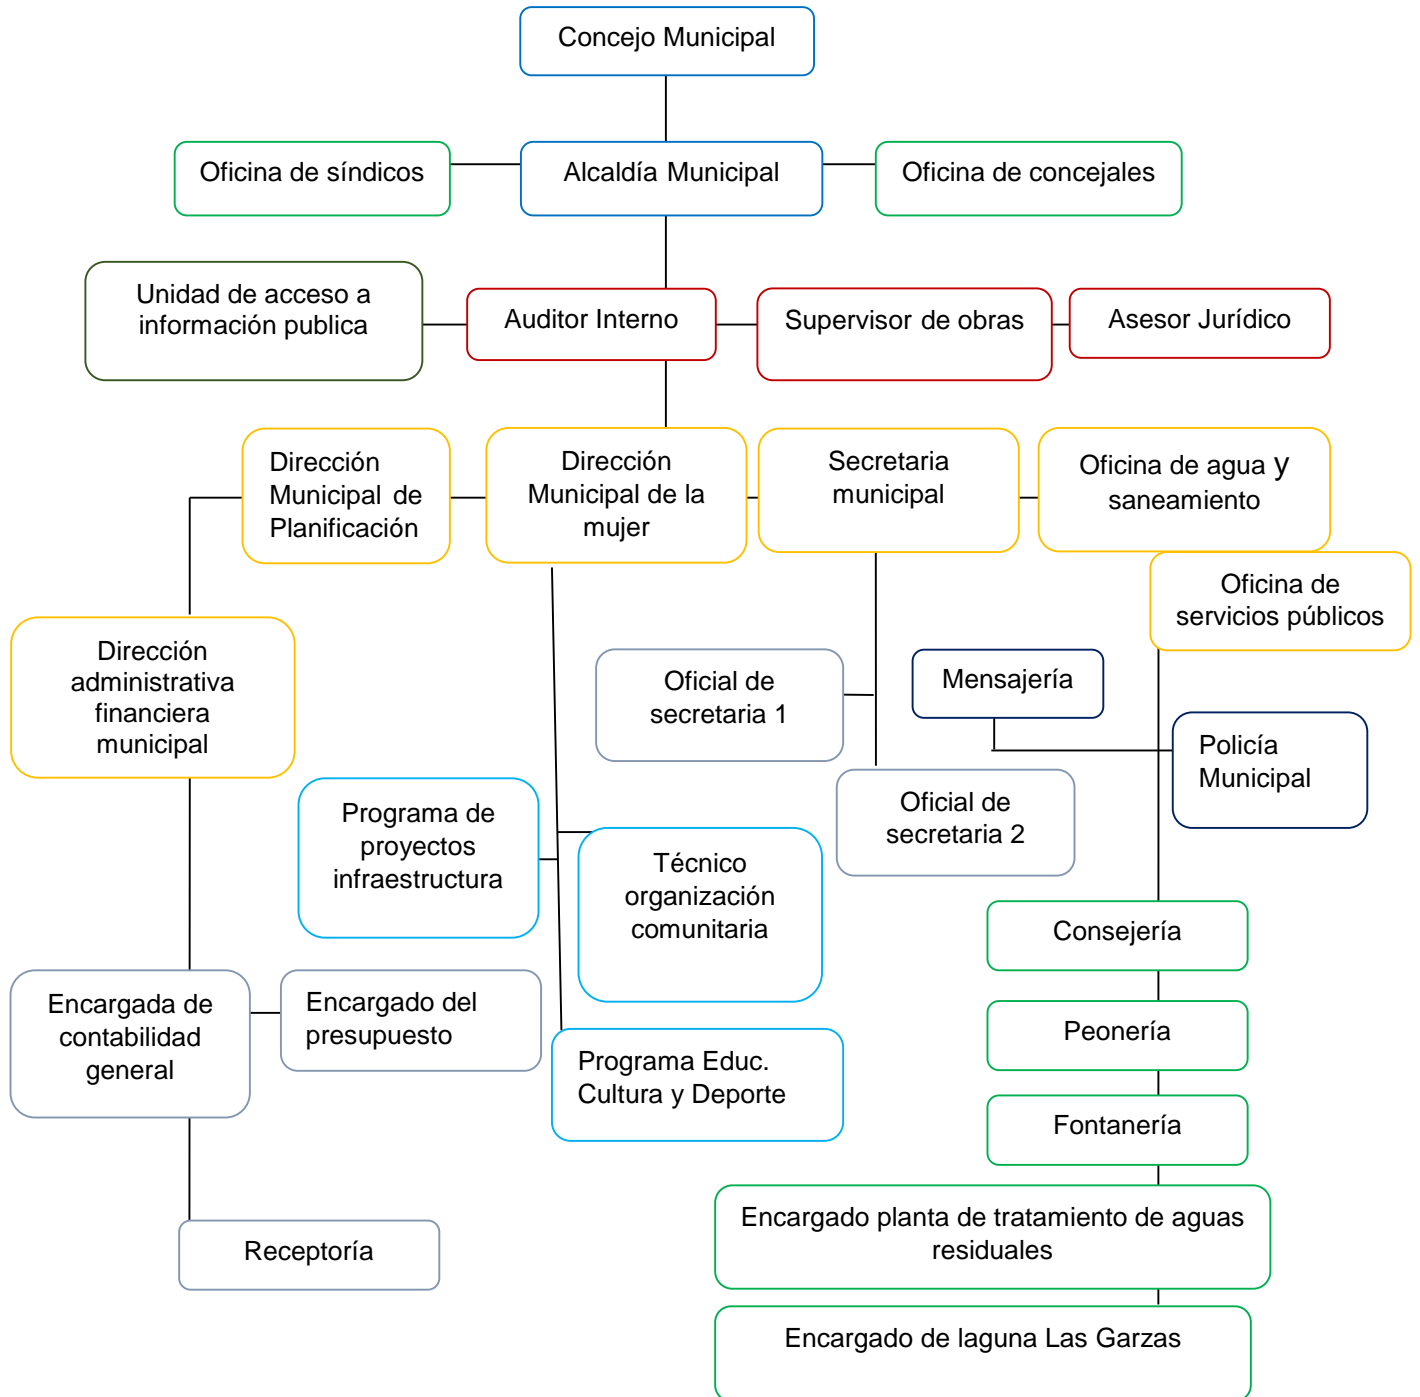 Concejo Municipal
Oficina de síndicos
Alcaldía Municipal
Oficina de concejales
Unidad de acceso a
información publica
Auditor Interno
Supervisor de obras
Asesor Jurídico
Dirección
Municipal de
Planificación
Dirección
Municipal de la
mujer
Secretaria
municipal
Oficina de agua y
saneamiento
Oficina de
servicios públicos
Dirección
administrativa
financiera
municipal
Oficial de
secretaria 1
Mensajería
Policía
Municipal
Oficial de
secretaria 2
Programa de
proyectos
infraestructura
Técnico
organización
comunitaria
Consejería
Encargada de
contabilidad
general
Encargado del
presupuesto
Peonería
Programa Educ.
Cultura y Deporte
Fontanería
Encargado planta de tratamiento de aguas
residuales
Receptoría
Encargado de laguna Las Garzas